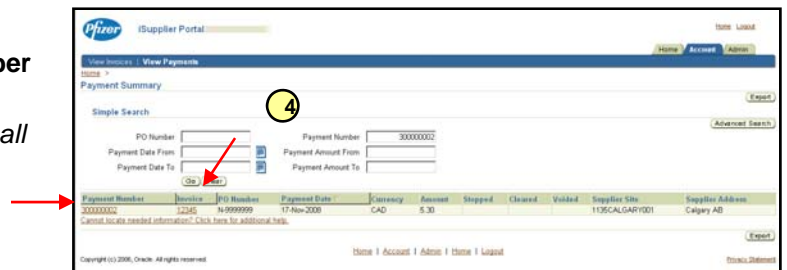 ber
all
Pfizer iSupplier Portal
Home Logout
Home Account Admin
View Invoices | View Payments
Home >
Payment Summary
Export
Simple Search
4
Advanced Search
PO Number Payment Number 300000002
Payment Date From Payment Amount From
Payment Date To Payment Amount To
Go
Payment Number Invoice PO Number Payment Date Currency Amount Stopped Cleared Voided Supplier Site Supplier Address
300000002 12345 N-9999999 17-Nov-2008 CAD 5.30 1135CALGARY001 Calgary AB
Cannot locate needed information? Click here for additional help.
Export
Home | Account | Admin | Home | Logout
Copyright (c) 2006, Oracle. All rights reserved.
Privacy Statement